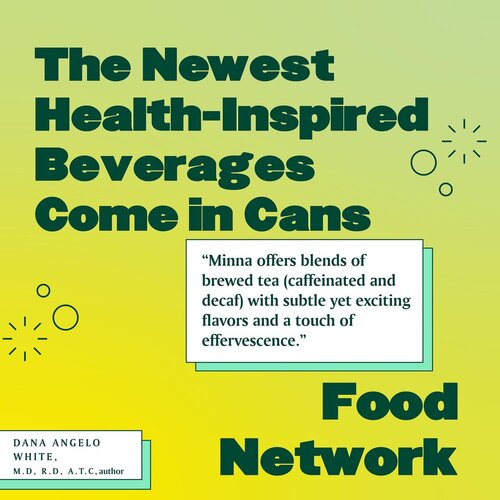 The Newest
Health-Inspired
Beverages
Come in Cans
“Minna offers blends of
brewed tea (caffeinated and
decaf) with subtle yet exciting
flavors and a touch of
effervescence.”
Food
Network
DANA ANGELO
WHITE,
M.D, R.D, A.T.C, author